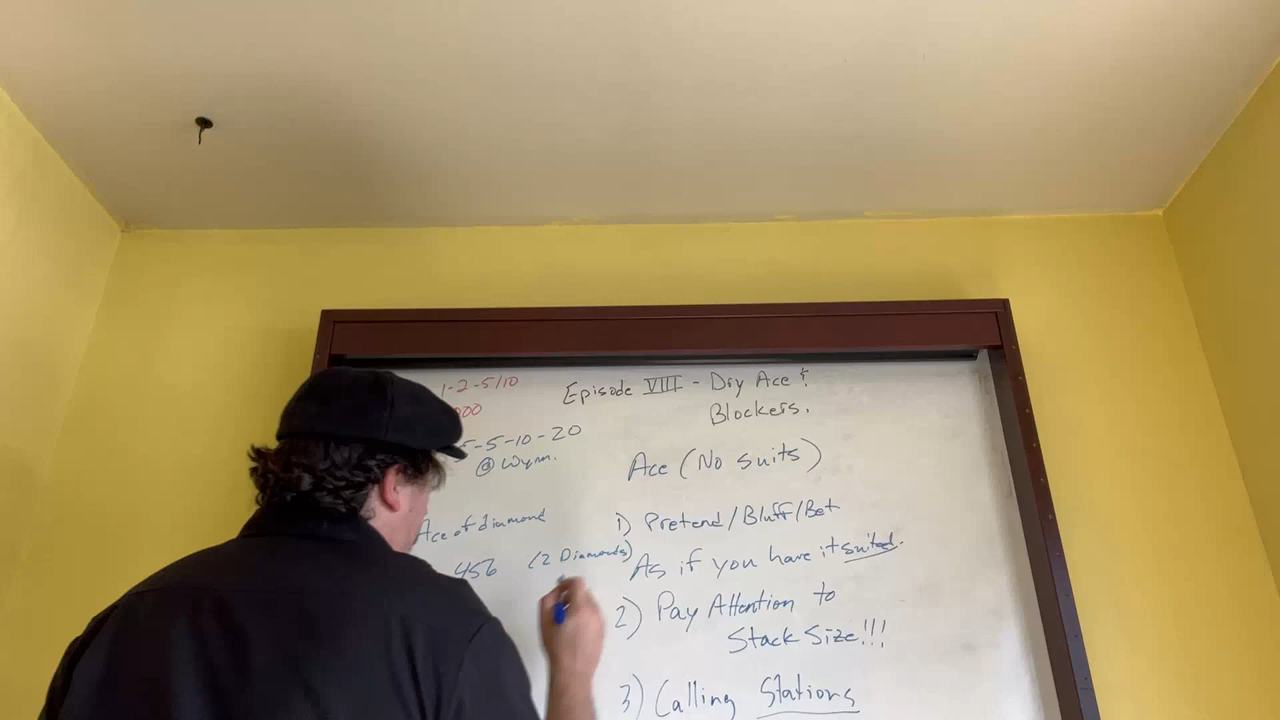 1-2-5/10
000
5-5-10-20
@ Wynn.
Ace of diamond
456 (2 Diamonds)
Episode VIII - Dry Ace &
Blockers.
Ace (No suits)
1) Pretend/Bluff/Bet
As if you have it suited.
2) Pay Attention to
Stack Size!!!
3) Calling Stations